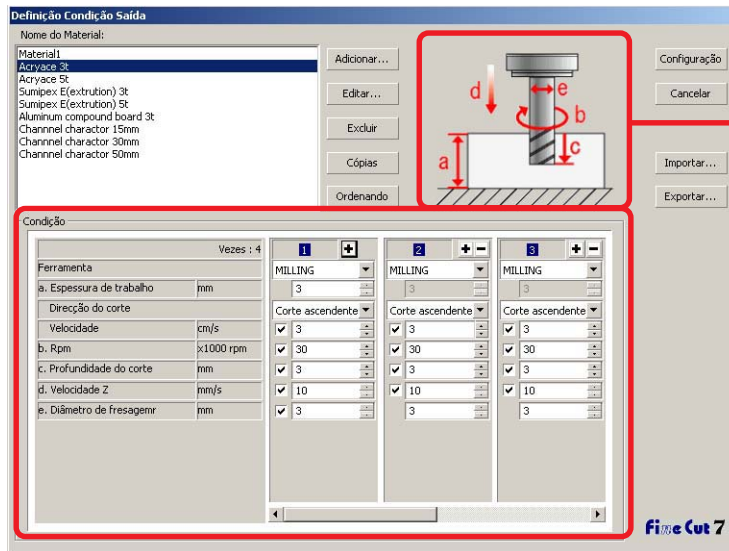 Definição Condição Saída
Nome do Material:
Material1
Acryace 3t
Acryace 5t
Sumipex E(extrution) 3t
Sumipex E(extrution) 5t
Aluminum compound board 3t
Channnel charactor 15mm
Channnel charactor 30mm
Channnel charactor 50mm
Adicionar...
Editar...
Excluir
Cópias
Ordenando
a
b
c
d
e
Configuração
Cancelar
Importar...
Exportar...
Condição
Vezes : 4 1 + 2 + - 3 + -
Ferramenta MILLING MILLING MILLING
a. Espessura de trabalho mm 3 3 3
Direcção do corte Corte ascendente Corte ascendente Corte ascendente
Velocidade cm/s 3 3 3
b. Rpm x1000 rpm 30 30 30
c. Profundidade do corte mm 3 3 3
d. Velocidade Z mm/s 10 10 10
e. Diâmetro de fresagemr mm 3 3 3
Fine Cut 7